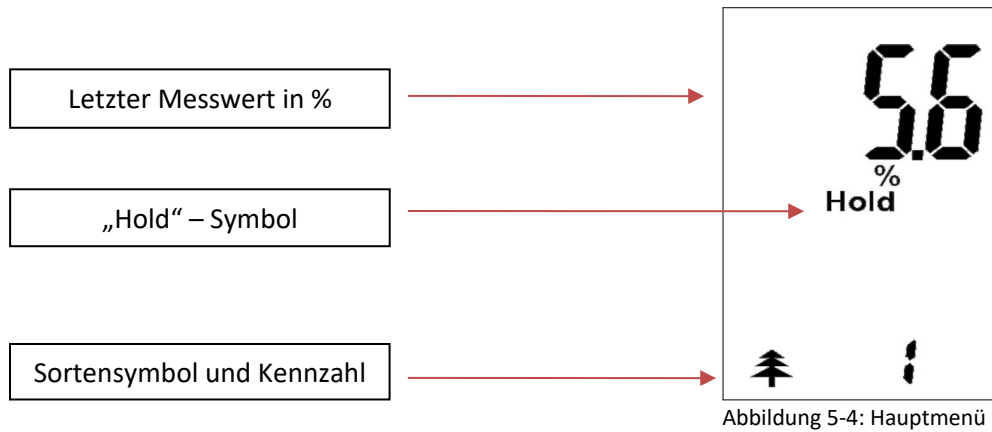 5.6
Letzter Messwert in %
%
Hold
„Hold“ – Symbol
Sortensymbol und Kennzahl
1
Abbildung 5-4: Hauptmenü